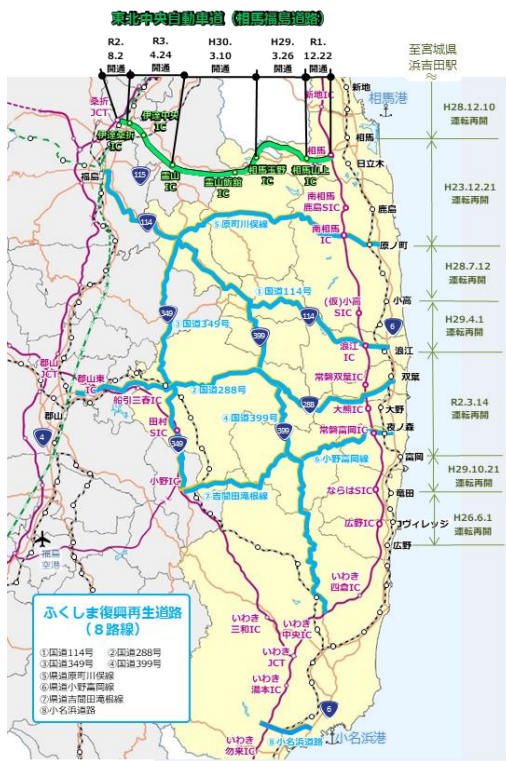 東北中央自動車道（相馬福島道路）
R2.
8.2
開通
R3.
4.24
開通
H30.
3.10
開通
H29.
3.26
開通
R1.
12.22
開通
至宮城県
浜吉田駅
新地IC
新地
相馬港
桑折
JCT
伊達桑折
IC
伊達中央
IC
霊山
IC
霊山飯舘
IC
相馬玉野
IC
相馬山上
IC
相馬IC
相馬
日立木
H28.12.10
運転再開
H23.12.21
運転再開
福島
115
114
南相馬
鹿島SIC
鹿島
⑤原町川俣線
南相馬
IC
原ノ町
H28.7.12
運転再開
①国道114号
(仮)小高
SIC
小高
349
③国道349号
399
114
6
浪江
IC
浪江
H29.4.1
運転再開
郡山
JCT
郡山東
IC
船引三春IC
②国道288号
常磐双葉IC
双葉
288
大熊IC
大野
R2.3.14
運転再開
郡山
4
田村
SIC
349
④国道399号
399
常磐富岡IC
夜ノ森
⑥小野富岡線
富岡
小野IC
⑦吉間田滝根線
ならはSIC
竜田
H29.10.21
運転再開
広野IC
Jヴィレッジ
広野
H26.6.1
運転再開
福島
空港
いわき
四倉IC
いわき
三和IC
いわき
中央IC
いわき
JCT
いわき
湯本IC
6
いわき
勿来IC
⑧小名浜道路
小名浜港
ふくしま復興再生道路
（８路線）
①国道114号 ②国道288号
③国道349号 ④国道399号
⑤県道原町川俣線
⑥県道小野富岡線
⑦県道吉間田滝根線
⑧小名浜道路